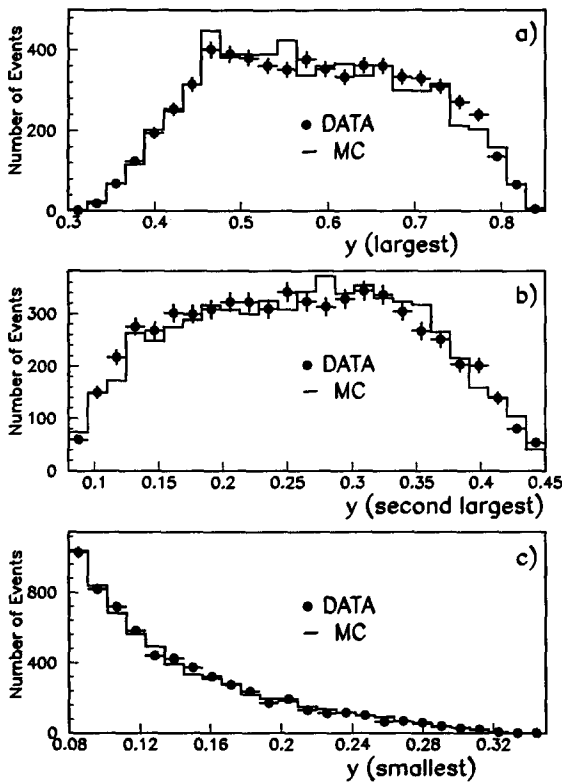 a)
Number of Events
400
200
0
DATA
MC
0.3 0.4 0.5 0.6 0.7 0.8
y (largest)
b)
Number of Events
300
200
100
0
DATA
MC
0.1 0.15 0.2 0.25 0.3 0.35 0.4 0.45
y (second largest)
c)
Number of Events
800
400
0
DATA
MC
0.08 0.12 0.16 0.2 0.24 0.28 0.32
y (smallest)